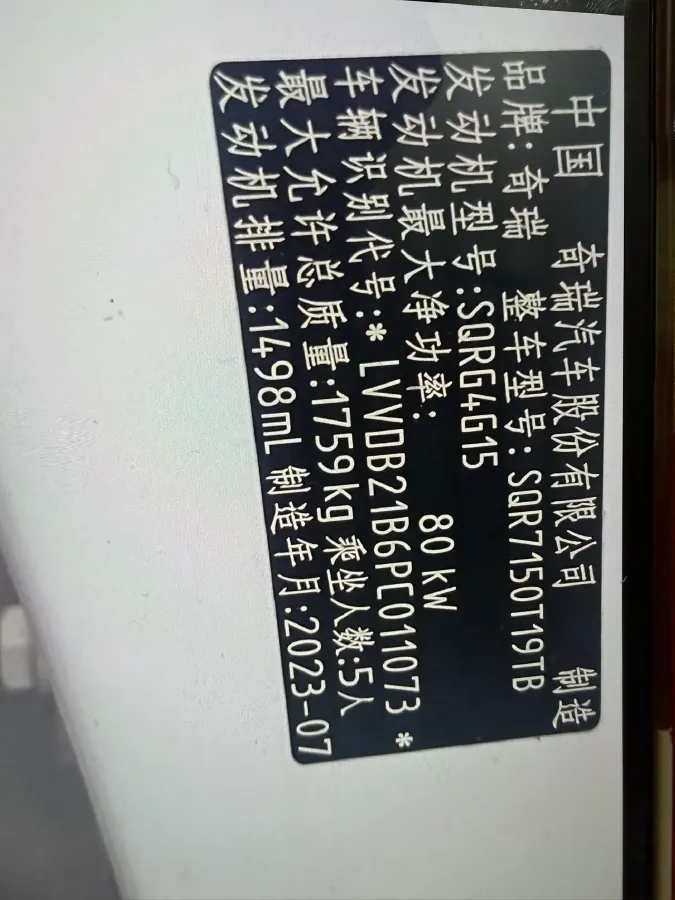 中国 奇瑞汽车股份有限公司 制造
品牌:奇瑞 整车型号:SQR7150T19TB
发动机型号:SQRG4G15
发动机最大净功率: 80 kW
车辆识别代号:* LVVDB21B6PC011073 *
最大允许总质量:1759kg 乘坐人数:5人
发动机排量:1498mL 制造年月:2023-07